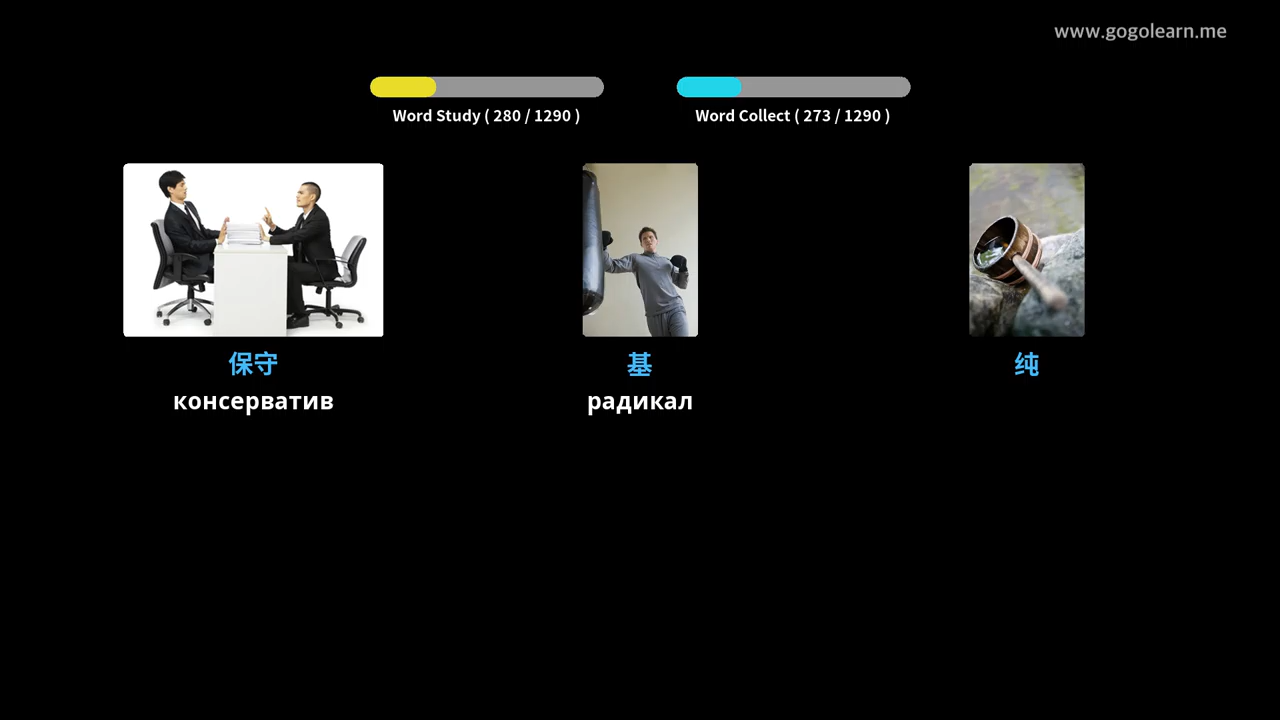 www.gogolearn.me
Word Study ( 280 / 1290 )
Word Collect ( 273 / 1290 )
保守
基
纯
консерватив
радикал